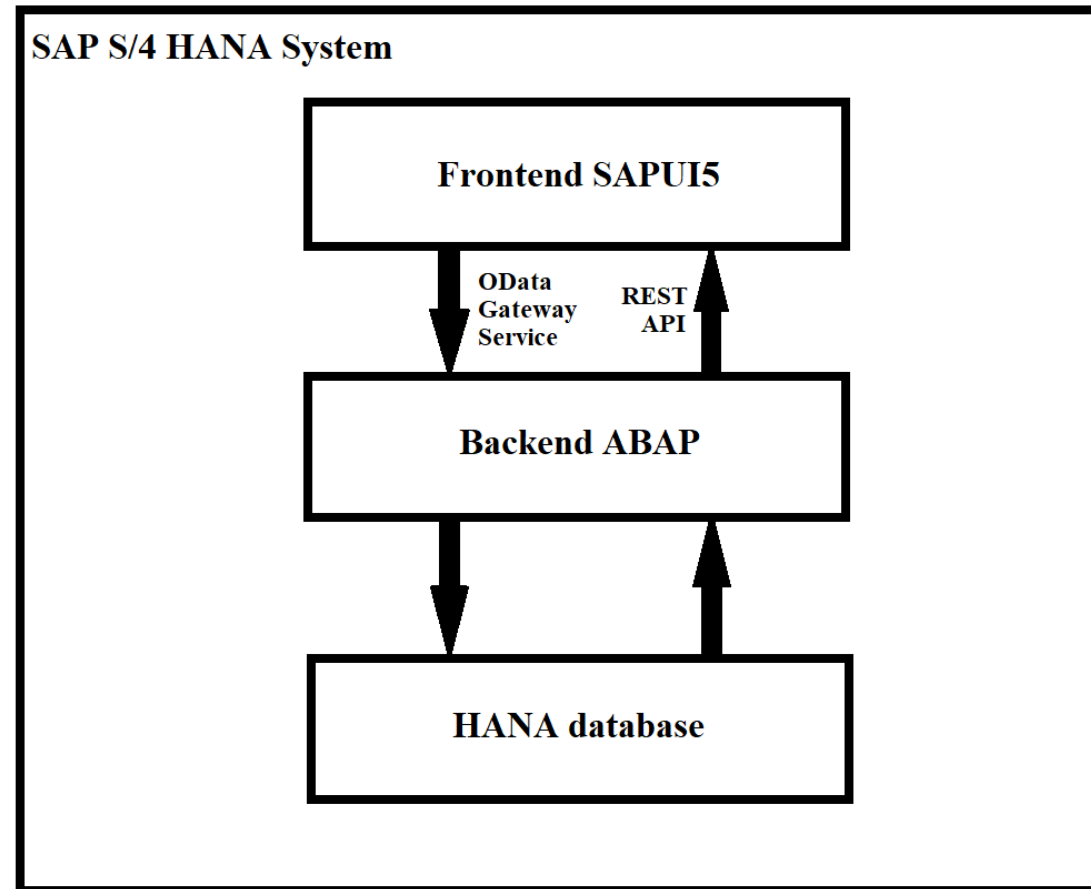 SAP S/4 HANA System
Frontend SAPUI5
OData
Gateway
Service
REST
API
Backend ABAP
HANA database